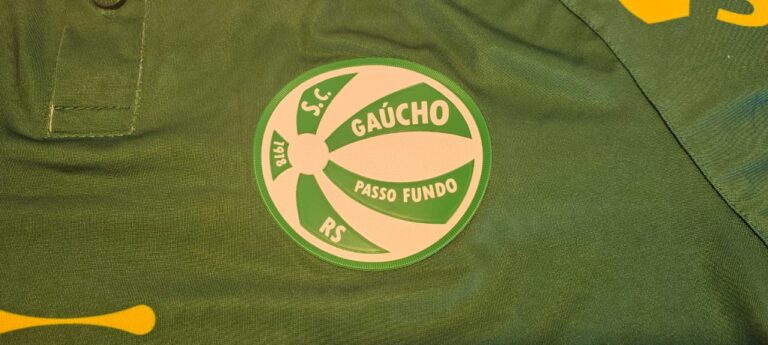 S.C.
GAÚCHO
1918
PASSO FUNDO
RS